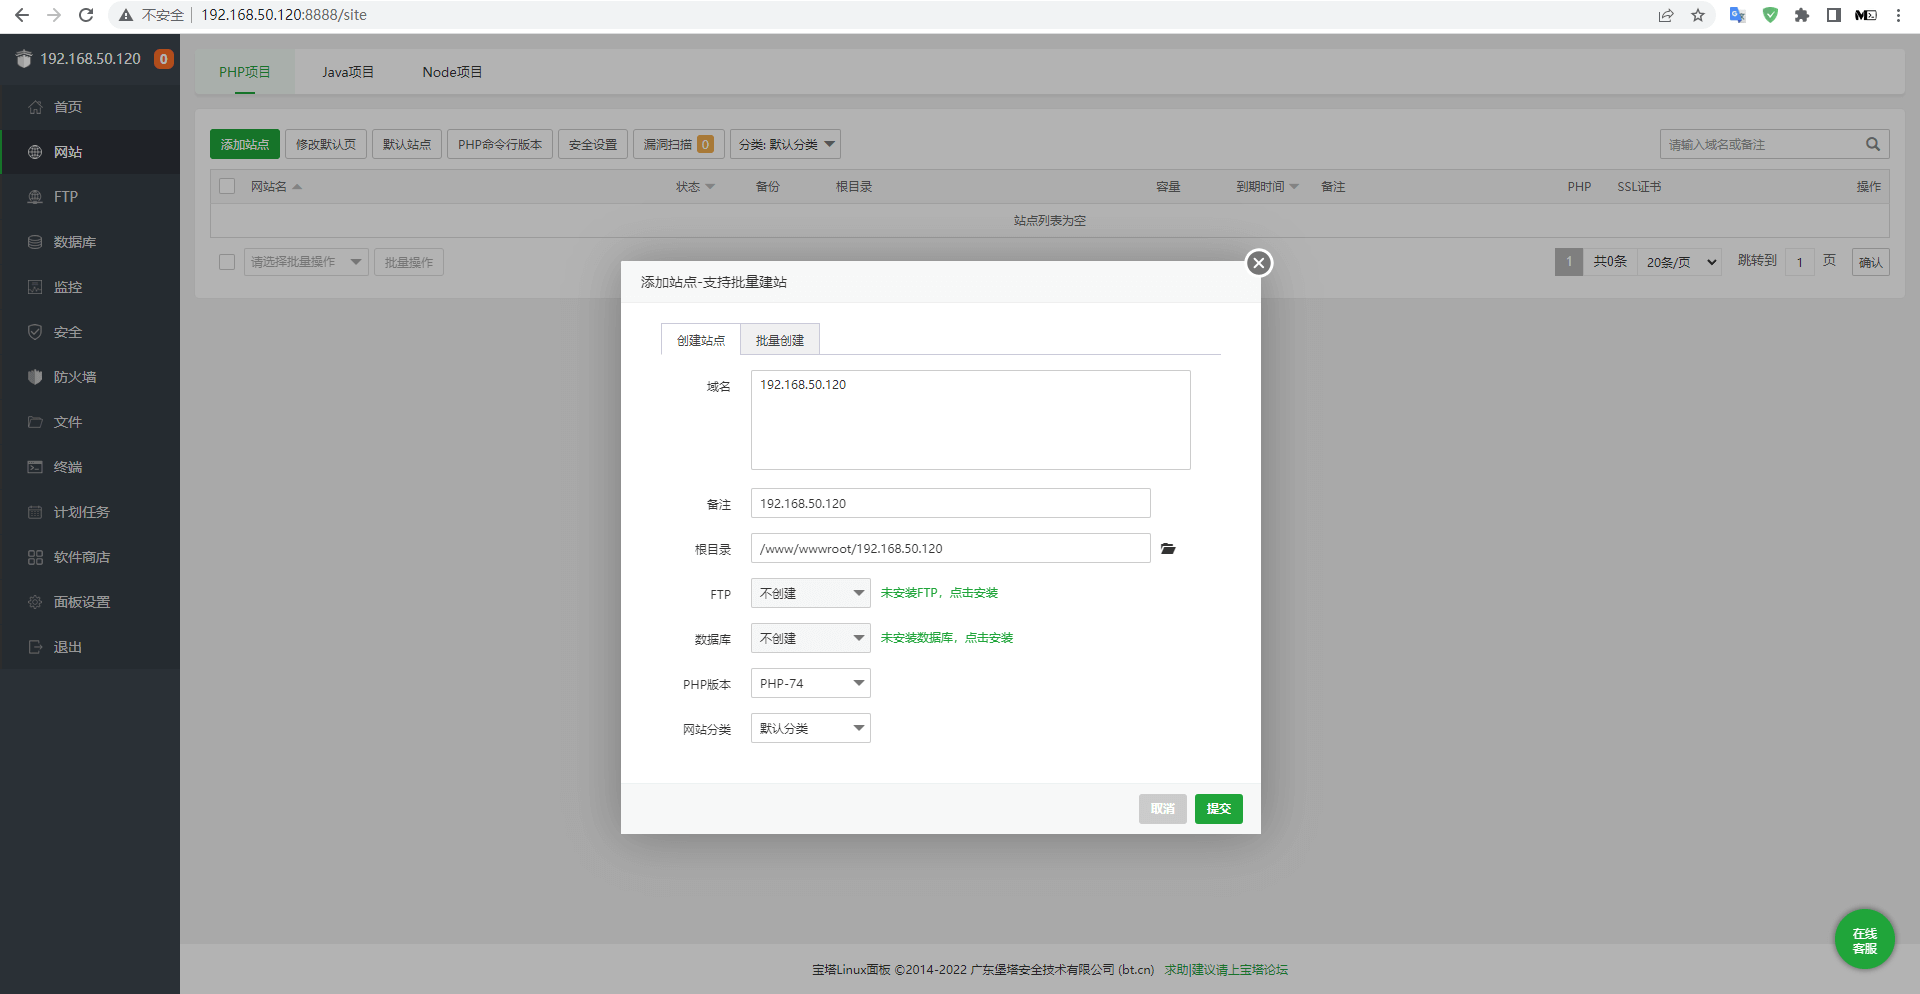 不安全 192.168.50.120:8888/site
192.168.50.120 0
首页
网站
FTP
数据库
监控
安全
防火墙
文件
终端
计划任务
软件商店
面板设置
退出
PHP项目 Java项目 Node项目
添加站点 修改默认页 默认站点 PHP命令行版本 安全设置 漏洞扫描 0 分类: 默认分类 请输入域名或备注
网站名 状态 备份 根目录 容量 到期时间 备注 PHP SSL证书 操作
站点列表为空
请选择批量操作 批量操作 1 共0条 20条/页 跳转到 1 页 确认
添加站点-支持批量建站
创建站点 批量创建
域名 192.168.50.120
备注 192.168.50.120
根目录 /www/wwwroot/192.168.50.120
FTP 不创建 未安装FTP，点击安装
数据库 不创建 未安装数据库，点击安装
PHP版本 PHP-74
网站分类 默认分类
取消 提交
在线
客服
宝塔Linux面板 ©2014-2022 广东堡塔安全技术有限公司 (bt.cn) 求助|建议请上宝塔论坛